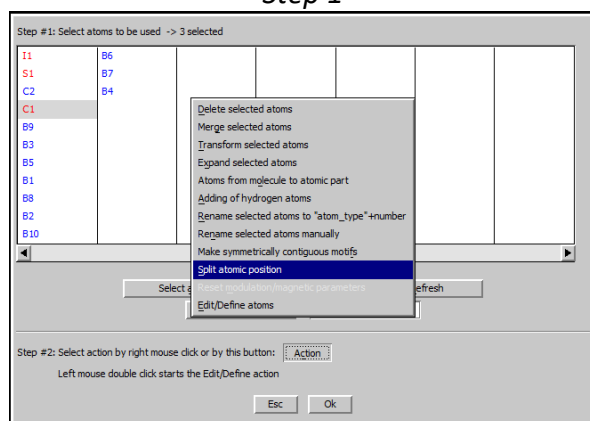 Step 1
Step #1: Select atoms to be used -> 3 selected
I1 B6
S1 B7
C2 B4
C1
B9
B3
B5
B1
B8
B2
B10
Delete selected atoms
Merge selected atoms
Transform selected atoms
Expand selected atoms
Atoms from molecule to atomic part
Adding of hydrogen atoms
Rename selected atoms to "atom_type"+number
Rename selected atoms manually
Make symmetrically contiguous motifs
Split atomic position
Reset modulation/magnetic parameters
Edit/Define atoms
Select efresh
Step #2: Select action by right mouse click or by this button: Action
Left mouse double click starts the Edit/Define action
Esc Ok